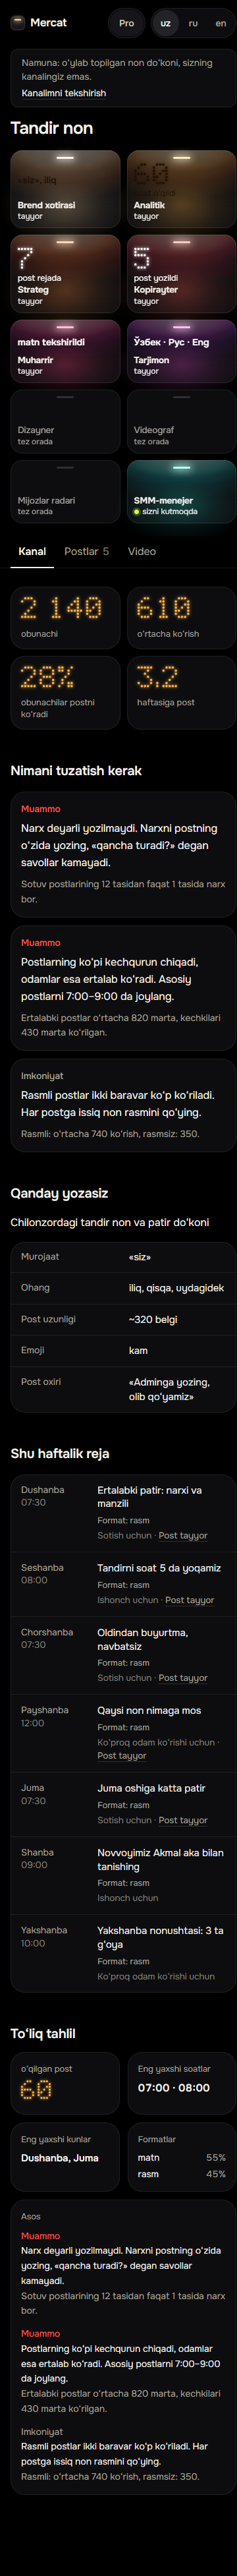 Mercat
Pro
uz
ru
en
Namuna: o‘ylab topilgan non do‘koni, sizning
kanalingiz emas.
Kanalimni tekshirish
Tandir non
«siz», iliq
Brend xotirasi
tayyor
60
Analitik
tayyor
7
post rejada
Strateg
tayyor
5
post yozildi
Kopirayter
tayyor
matn tekshirildi
Muharrir
tayyor
Ўзбек · Рус · Eng
Tarjimon
tayyor
Dizayner
tez orada
Videograf
tez orada
Mijozlar radari
tez orada
SMM-menejer
sizni kutmoqda
Kanal
Postlar 5
Video
2 140
obunachi
610
o‘rtacha ko‘rish
28%
obunachilar postni
ko‘radi
3.2
haftasiga post
Nimani tuzatish kerak
Muammo
Narx deyarli yozilmaydi. Narxni postning
o‘zida yozing, «qancha turadi?» degan
savollar kamayadi.
Sotuv postlarining 12 tasidan faqat 1 tasida narx
bor.
Muammo
Postlarning ko‘pi kechqurun chiqadi,
odamlar esa ertalab ko‘radi. Asosiy
postlarni 7:00–9:00 da joylang.
Ertalabki postlar o‘rtacha 820 marta, kechkilari
430 marta ko‘rilgan.
Imkoniyat
Rasmli postlar ikki baravar ko‘p ko‘riladi.
Har postga issiq non rasmini qo‘ying.
Rasmli: o‘rtacha 740 ko‘rish, rasmsiz: 350.
Qanday yozasiz
Chilonzordagi tandir non va patir do‘koni
Murojaat
«siz»
Ohang
iliq, qisqa, uydagidek
Post uzunligi
~320 belgi
Emoji
kam
Post oxiri
«Adminga yozing,
olib qo‘yamiz»
Shu haftalik reja
Dushanba
07:30
Ertalabki patir: narxi va
manzili
Format: rasm
Sotish uchun · Post tayyor
Seshanba
08:00
Tandirni soat 5 da yoqamiz
Format: rasm
Ishonch uchun · Post tayyor
Chorshanba
07:30
Oldindan buyurtma,
navbatsiz
Format: rasm
Sotish uchun · Post tayyor
Payshanba
12:00
Qaysi non nimaga mos
Format: rasm
Ko‘proq odam ko‘rishi uchun ·
Post tayyor
Juma
07:30
Juma oshiga katta patir
Format: rasm
Sotish uchun · Post tayyor
Shanba
09:00
Novvoyimiz Akmal aka bilan
tanishing
Format: rasm
Ishonch uchun
Yakshanba
10:00
Yakshanba nonushtasi: 3 ta
g‘oya
Format: rasm
Ko‘proq odam ko‘rishi uchun
To‘liq tahlil
o‘qilgan post
60
Eng yaxshi soatlar
07:00 · 08:00
Eng yaxshi kunlar
Dushanba, Juma
Formatlar
matn 55%
rasm 45%
Asos
Muammo
Narx deyarli yozilmaydi. Narxni postning o‘zida
yozing, «qancha turadi?» degan savollar
kamayadi.
Sotuv postlarining 12 tasidan faqat 1 tasida narx
bor.
Muammo
Postlarning ko‘pi kechqurun chiqadi, odamlar
esa ertalab ko‘radi. Asosiy postlarni 7:00–9:00
da joylang.
Ertalabki postlar o‘rtacha 820 marta, kechkilari
430 marta ko‘rilgan.
Imkoniyat
Rasmli postlar ikki baravar ko‘p ko‘riladi. Har
postga issiq non rasmini qo‘ying.
Rasmli: o‘rtacha 740 ko‘rish, rasmsiz: 350.